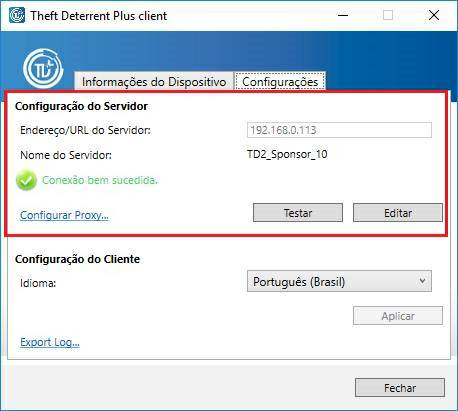 Theft Deterrent Plus client
TD
Informações do Dispositivo Configurações
Configuração do Servidor
Endereço/URL do Servidor: 192.168.0.113
Nome do Servidor: TD2_Sponsor_10
Conexão bem sucedida.
Configurar Proxy... Testar Editar
Configuração do Cliente
Idioma: Português (Brasil)
Aplicar
Export Log...
Fechar